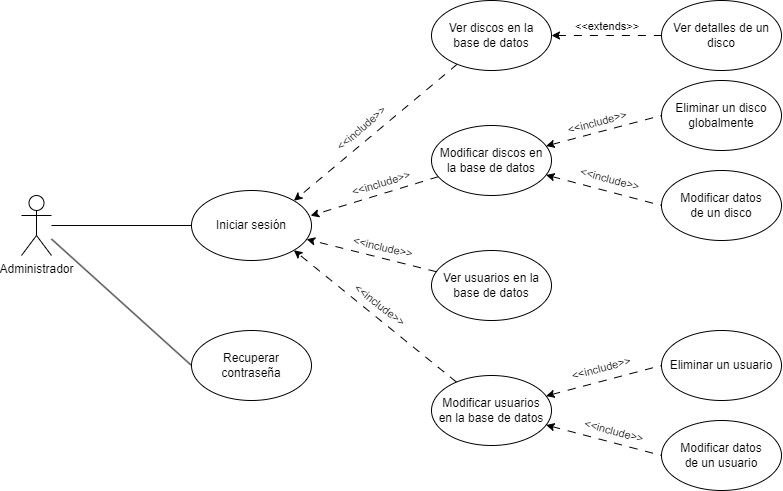 Ver discos en la
base de datos
<<extends>>
Ver detalles de un
disco
<<include>>
Eliminar un disco
globalmente
<<include>>
Modificar discos en
la base de datos
<<include>>
<<include>>
Modificar datos
de un disco
Iniciar sesión
Administrador
<<include>>
Ver usuarios en la
base de datos
<<include>>
Recuperar
contraseña
<<include>>
Eliminar un usuario
Modificar usuarios
en la base de datos
<<include>>
Modificar datos
de un usuario